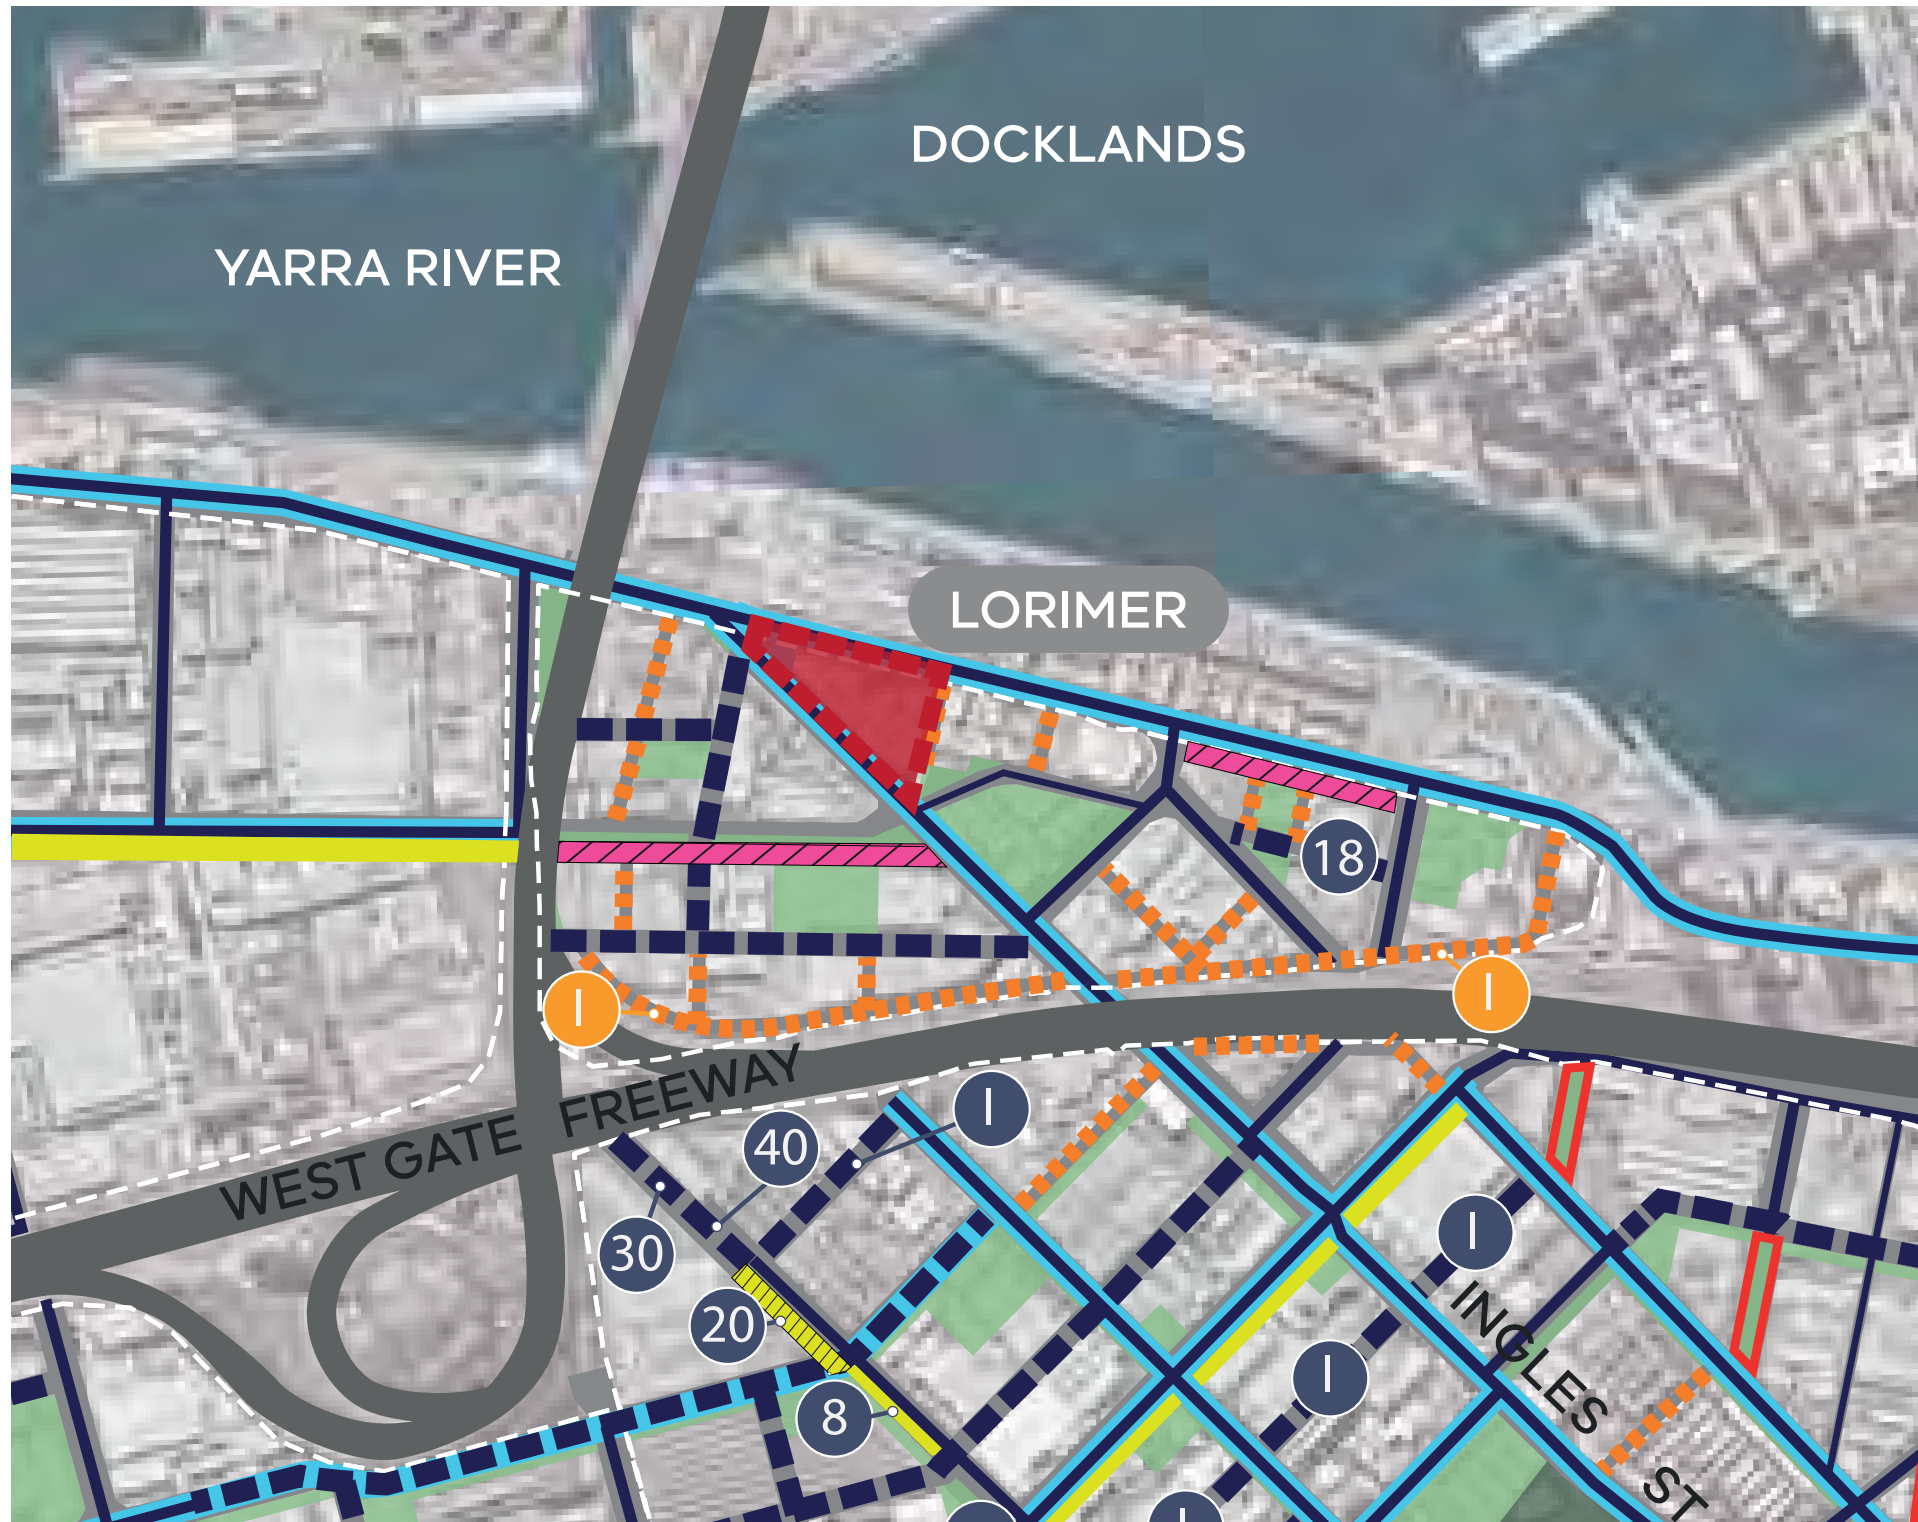 DOCKLANDS
YARRA RIVER
LORIMER
18
I
I
WEST GATE FREEWAY
I
40
30
I
20
INGLES ST
I
8
I